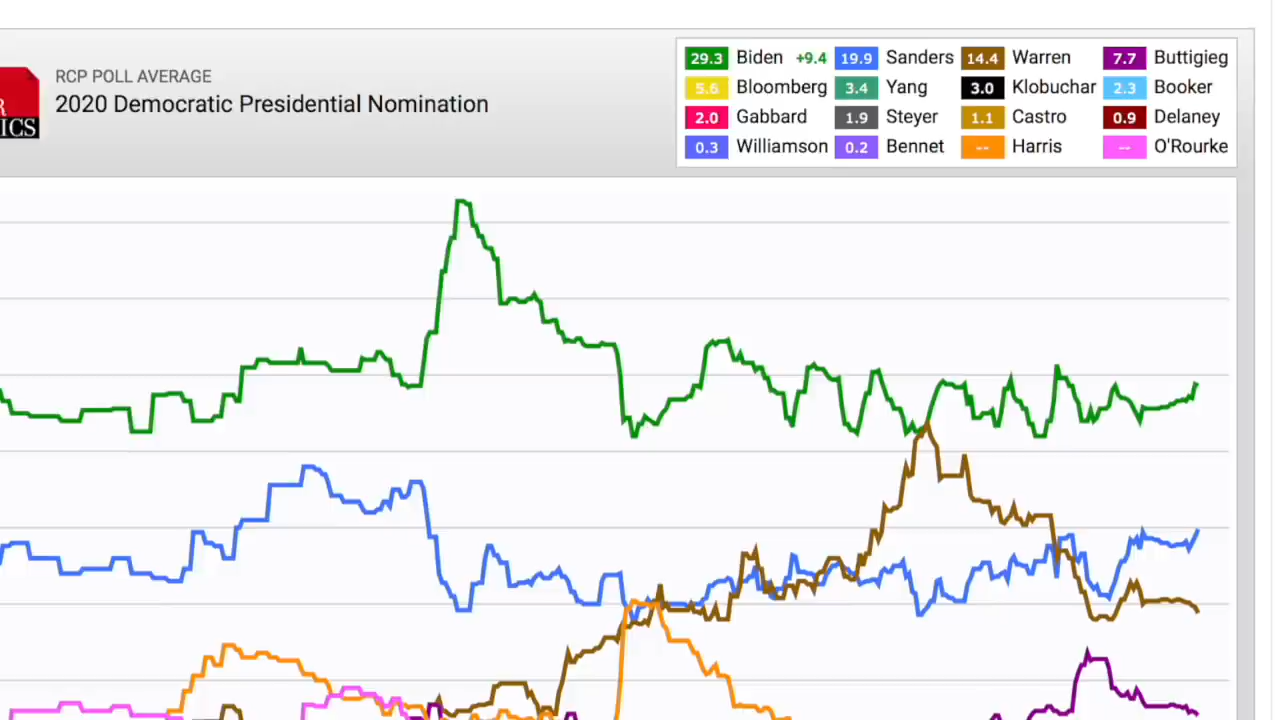 RCP POLL AVERAGE
2020 Democratic Presidential Nomination
R
ICS
29.3 Biden +9.4 19.9 Sanders 14.4 Warren 7.7 Buttigieg
5.6 Bloomberg 3.4 Yang 3.0 Klobuchar 2.3 Booker
2.0 Gabbard 1.9 Steyer 1.1 Castro 0.9 Delaney
0.3 Williamson 0.2 Bennet -- Harris -- O'Rourke